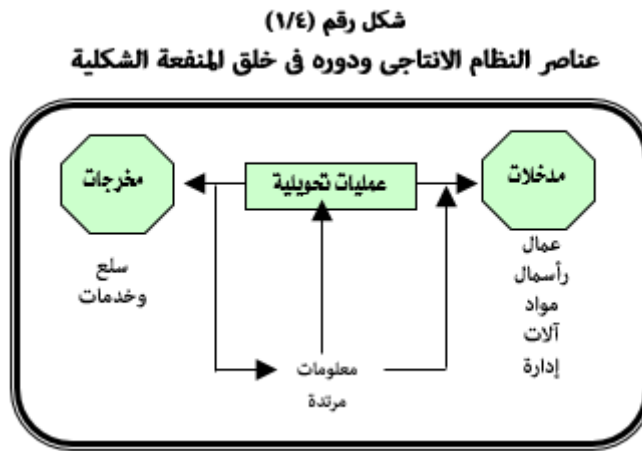 شكل رقم (١/٤)
عناصر النظام الانتاجى ودوره فى خلق المنفعة الشكلية
مدخلات
عمليات تحويلية
مخرجات
عمال
رأسمال
مواد
آلات
إدارة
سلع
وخدمات
معلومات
مرتدة